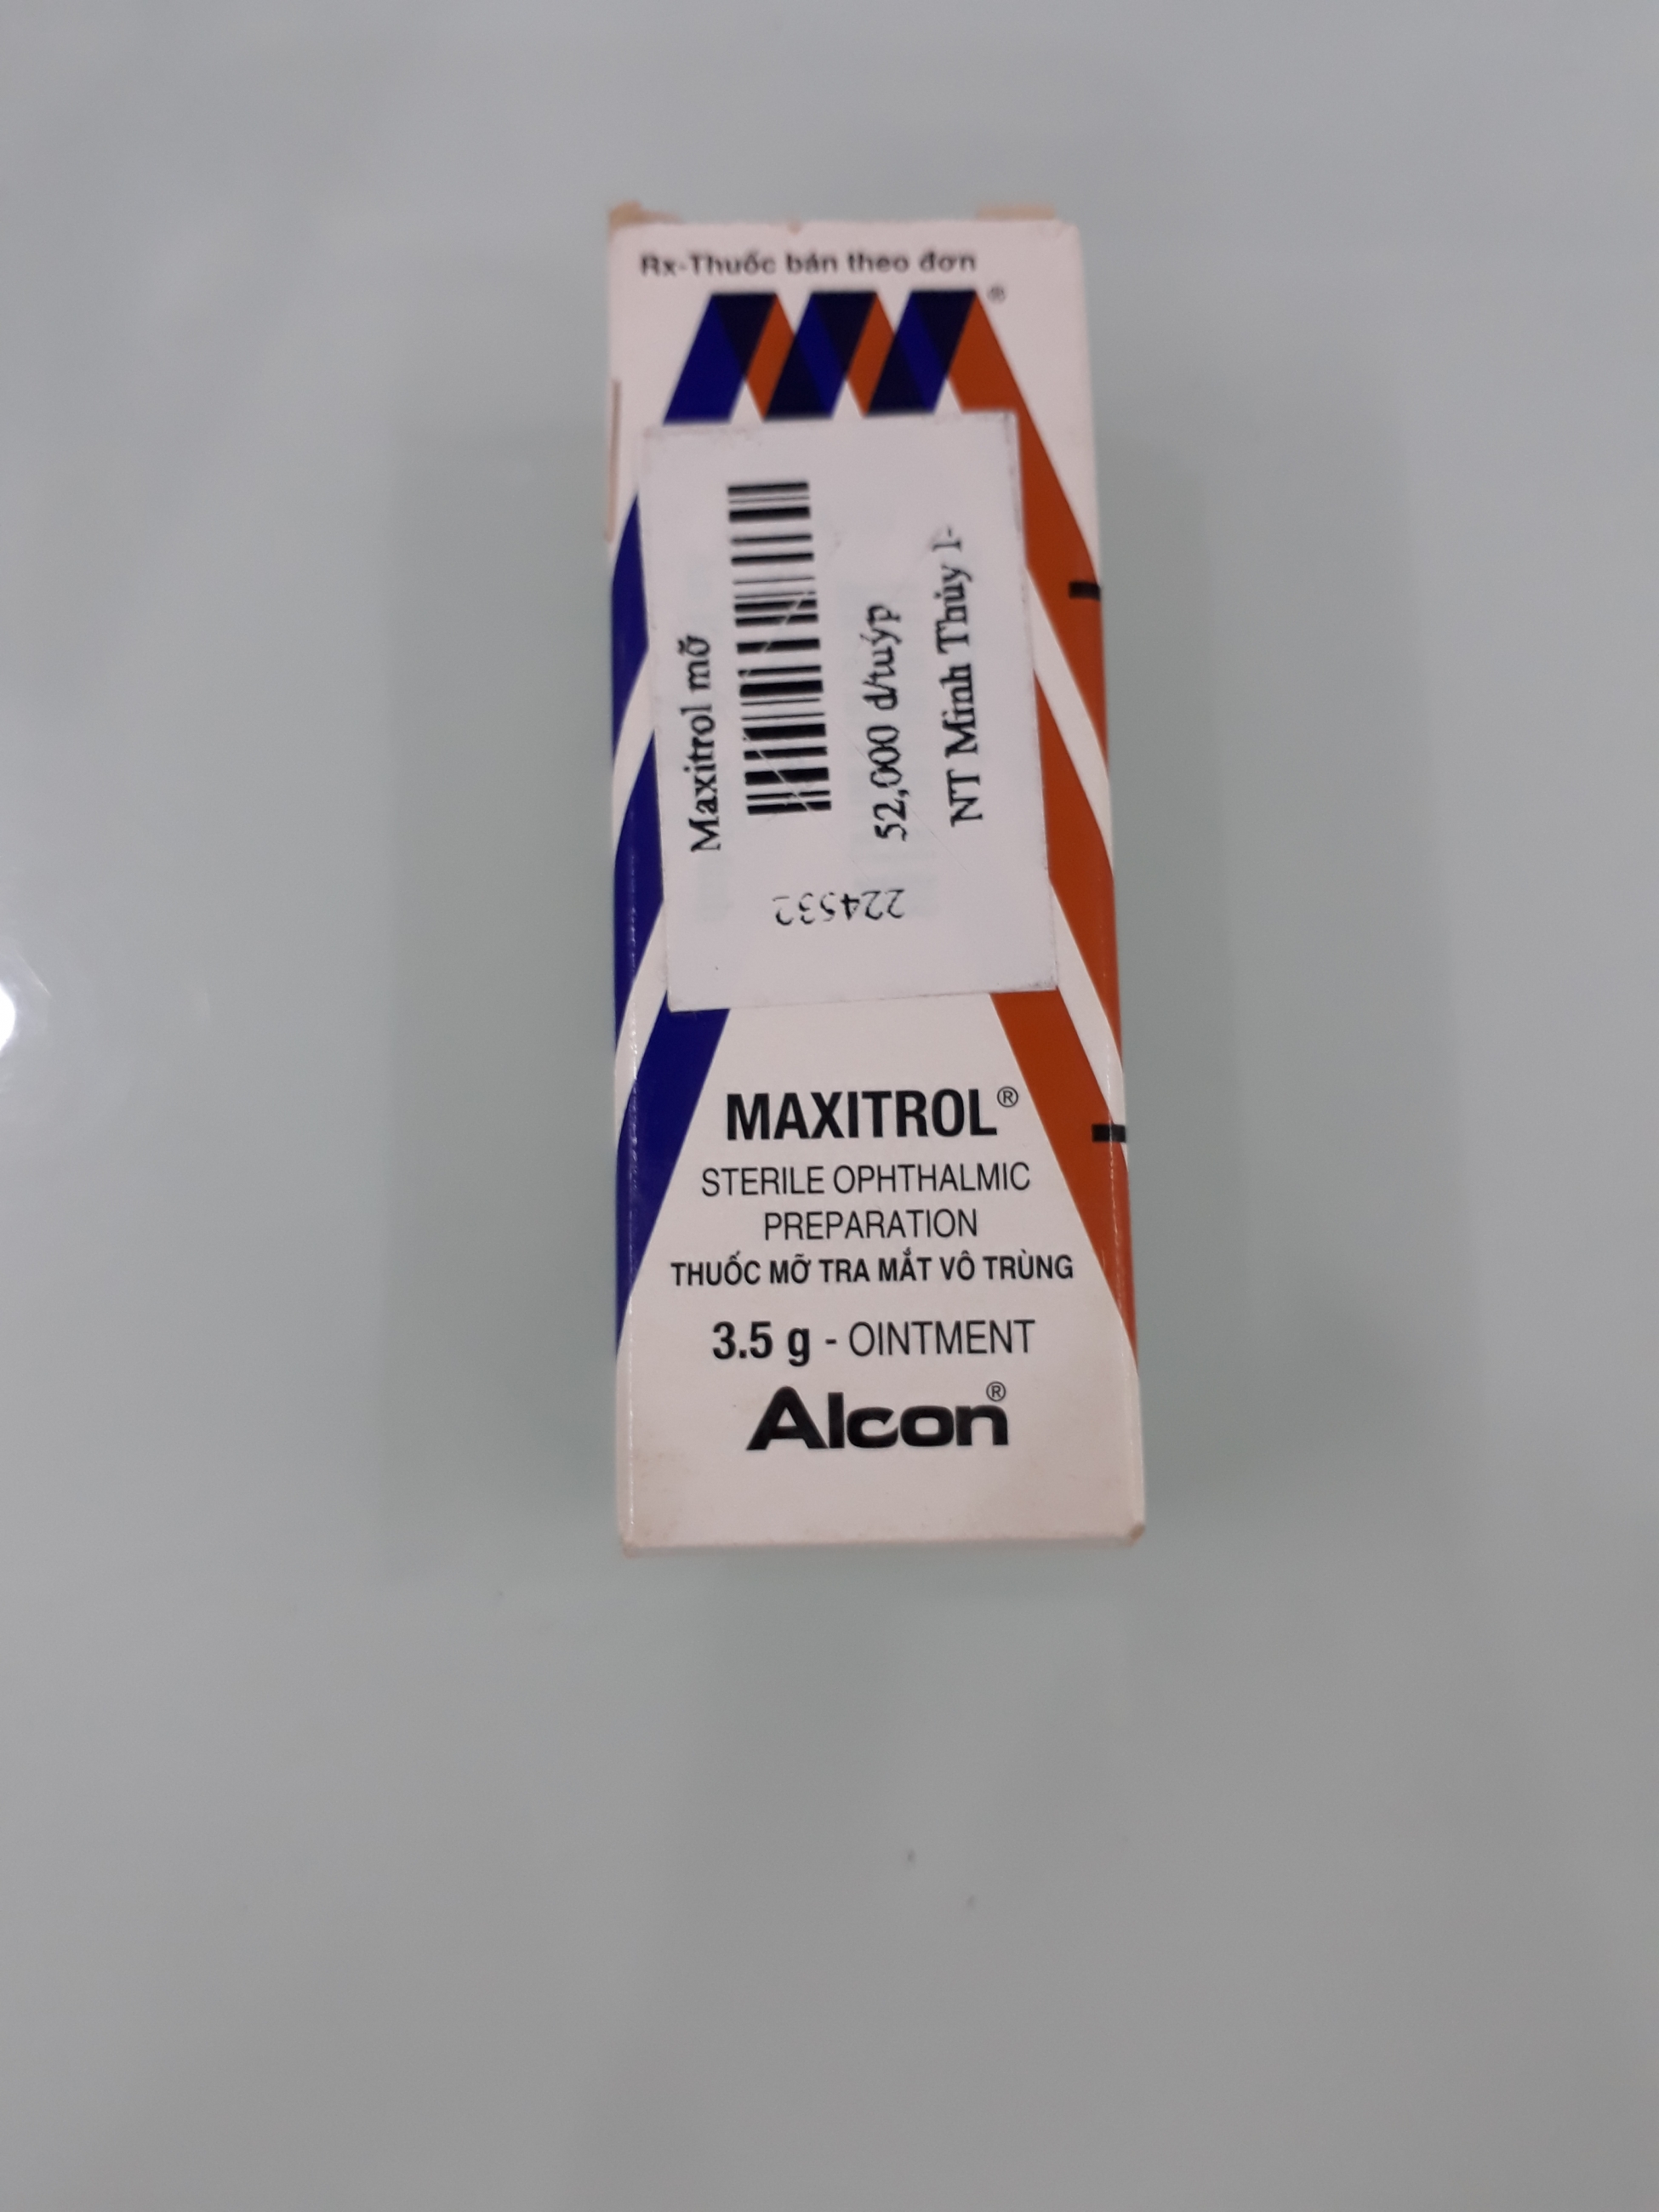 Rx-Thuốc bán theo đơn
®
Maxitrol mỡ
52,000 d/tuýp
NT Minh Thủy 1-
224532
MAXITROL®
STERILE OPHTHALMIC
PREPARATION
THUỐC MỠ TRA MẮT VÔ TRÙNG
3.5 g - OINTMENT
Alcon®